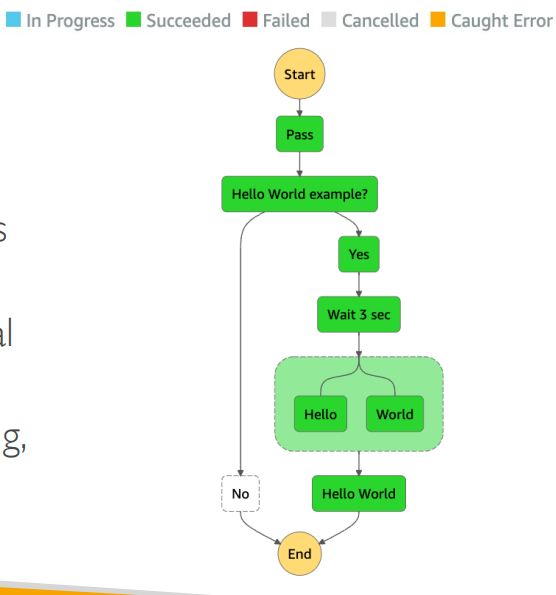 In Progress Succeeded Failed Cancelled Caught Error
Start
Pass
Hello World example?
s
Yes
Wait 3 sec
al
Hello World
g,
No Hello World
End